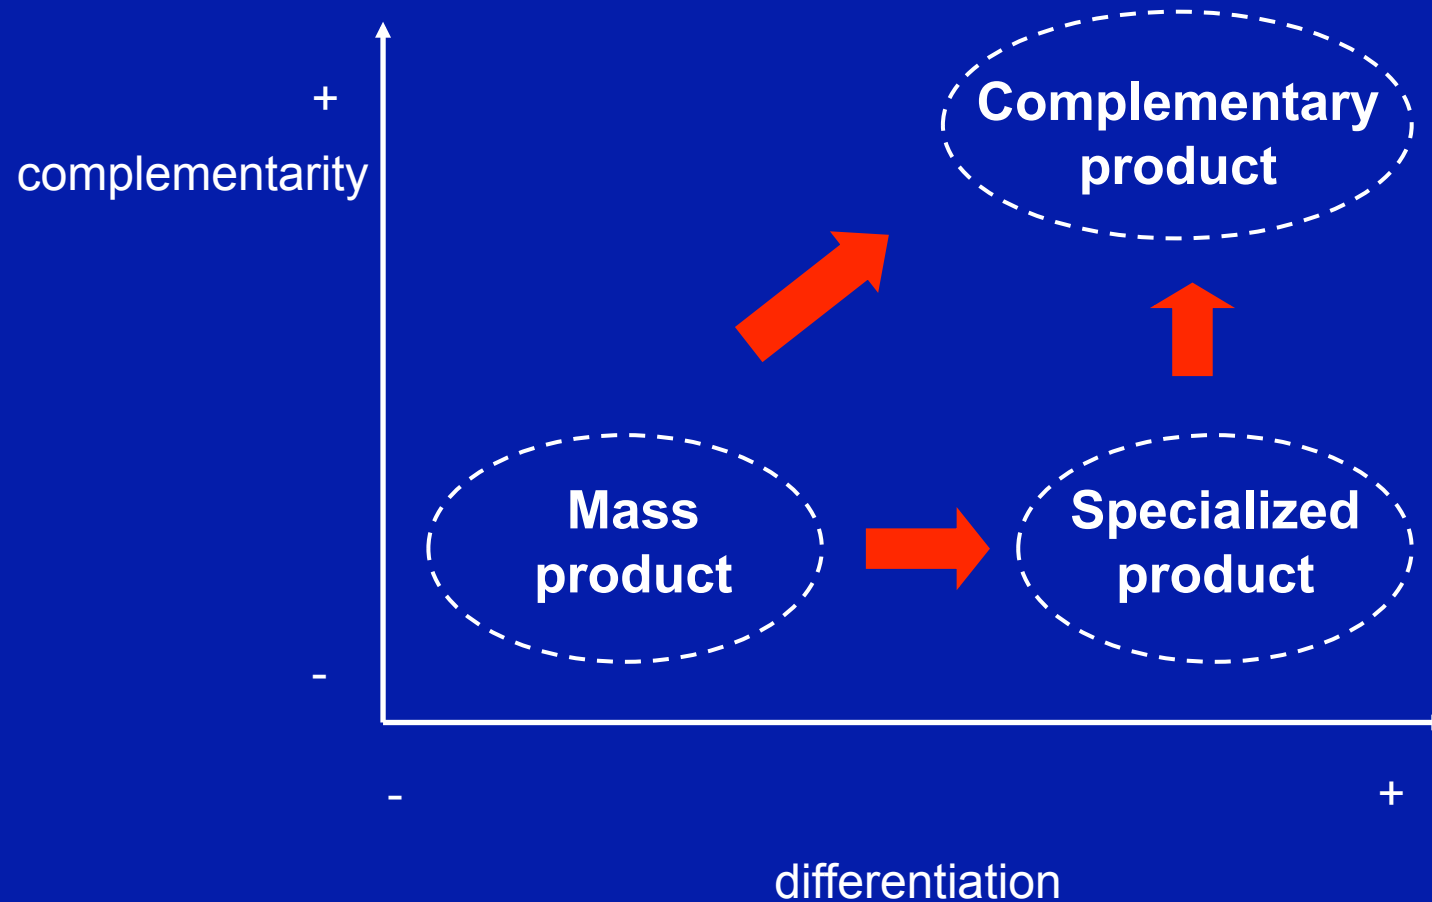 +
complementarity
Complementary
product
Mass
product
Specialized
product
-
-
+
differentiation